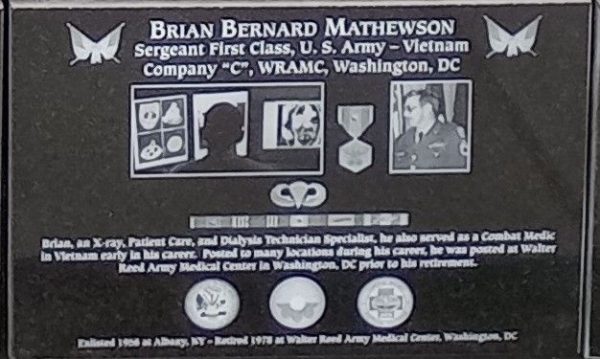 BRIAN BERNARD MATHEWSON
Sergeant First Class, U. S. Army – Vietnam
Company "C", WRAMC, Washington, DC
Brian, an X-ray, Patient Care, and Dialysis Technician Specialist, he also served as a Combat Medic
in Vietnam early in his career. Posted to many locations during his career, he was posted at Walter
Reed Army Medical Center in Washington, DC prior to his retirement.
Enlisted at Albany, NY – Retired 1978 at Walter Reed Army Medical Center, Washington, DC